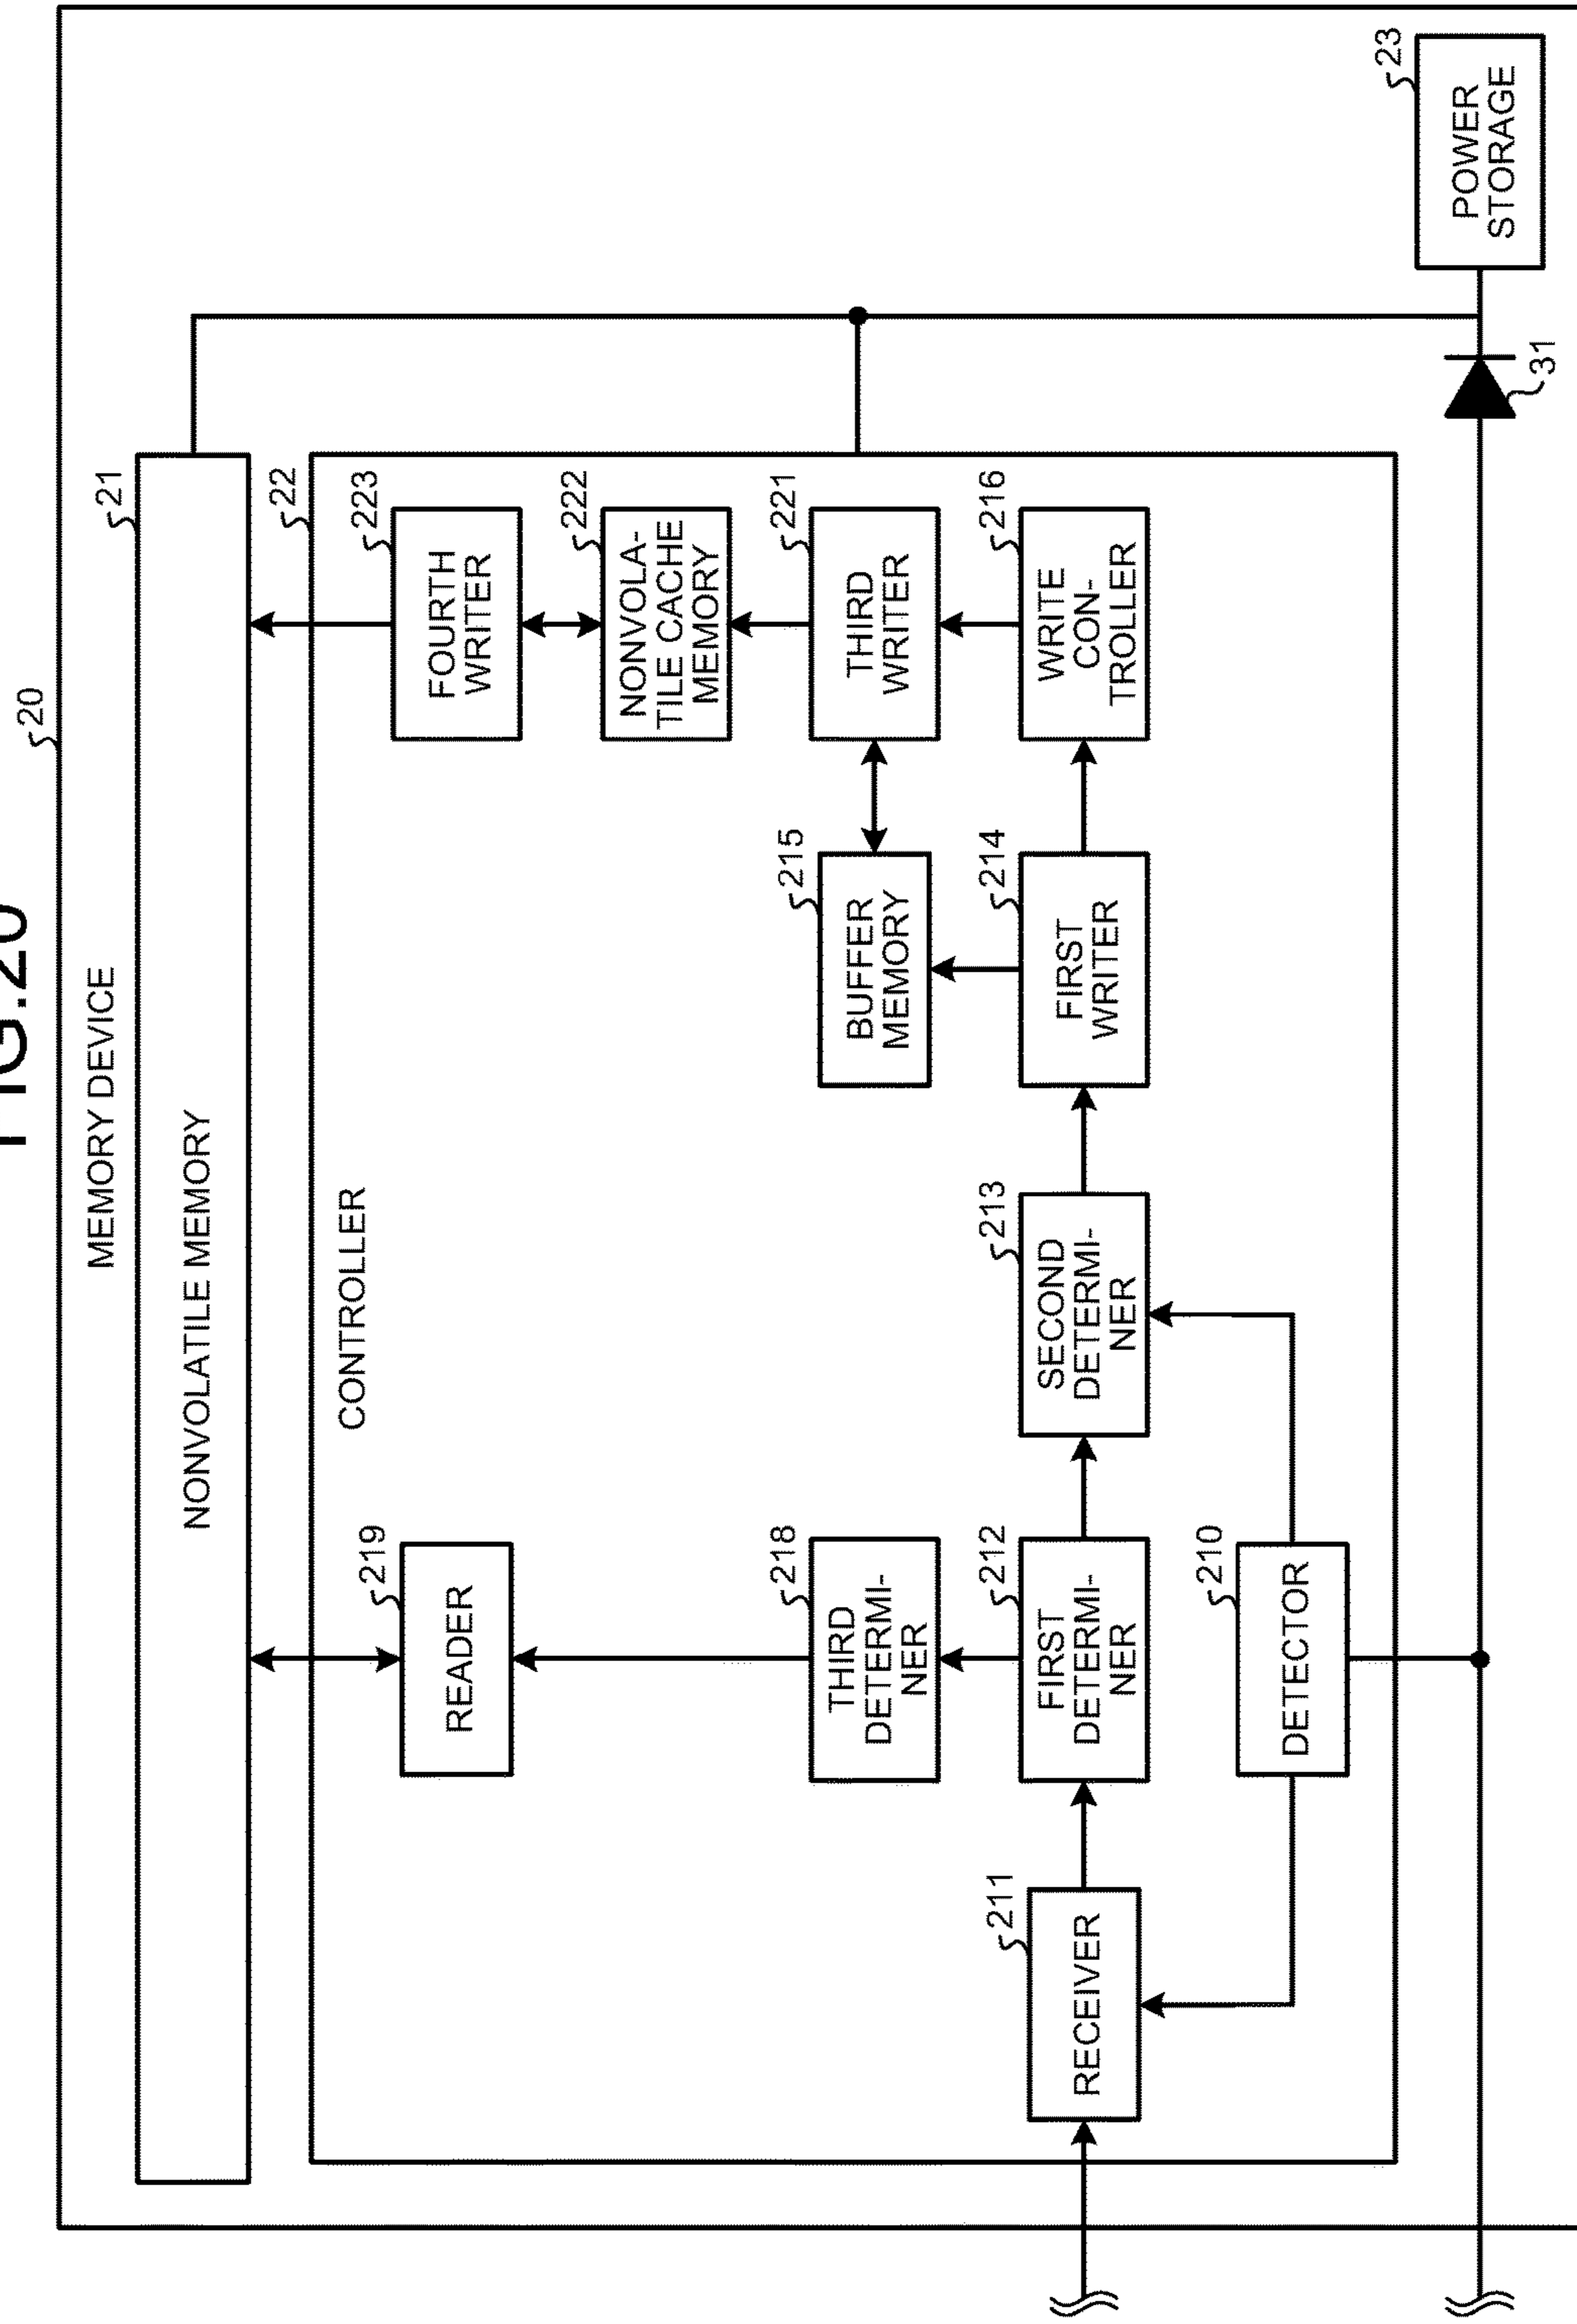 FIG.20
20
MEMORY DEVICE
21
NONVOLATILE MEMORY
22
CONTROLLER
219
READER
223
FOURTH
WRITER
222
NONVOLA-
TILE CACHE
MEMORY
218
THIRD
DETERMI-
NER
215
BUFFER
MEMORY
221
THIRD
WRITER
211
RECEIVER
212
FIRST
DETERMI-
NER
213
SECOND
DETERMI-
NER
214
FIRST
WRITER
216
WRITE
CON-
TROLLER
210
DETECTOR
31
23
POWER
STORAGE